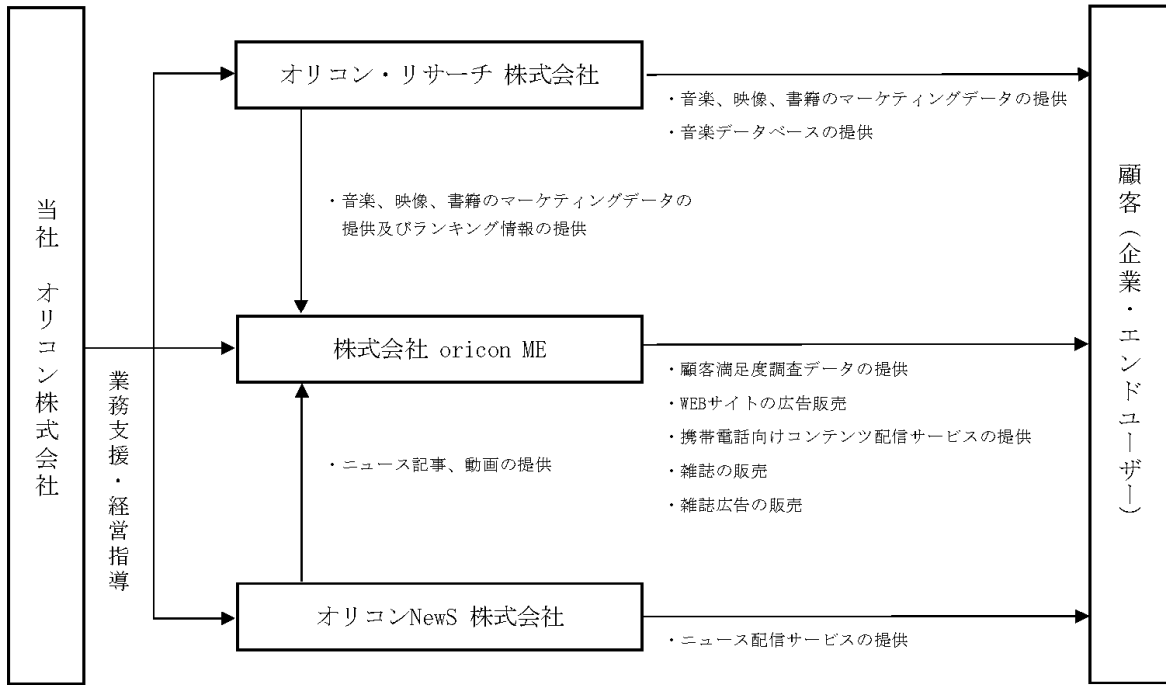 当社 オリコン株式会社
業務支援・経営指導
オリコン・リサーチ 株式会社
・音楽、映像、書籍のマーケティングデータの提供
・音楽データベースの提供
・音楽、映像、書籍のマーケティングデータの
提供及びランキング情報の提供
株式会社 oricon ME
・顧客満足度調査データの提供
・WEBサイトの広告販売
・携帯電話向けコンテンツ配信サービスの提供
・雑誌の販売
・雑誌広告の販売
・ニュース記事、動画の提供
オリコンNewS 株式会社
・ニュース配信サービスの提供
顧客（企業・エンドユーザー）